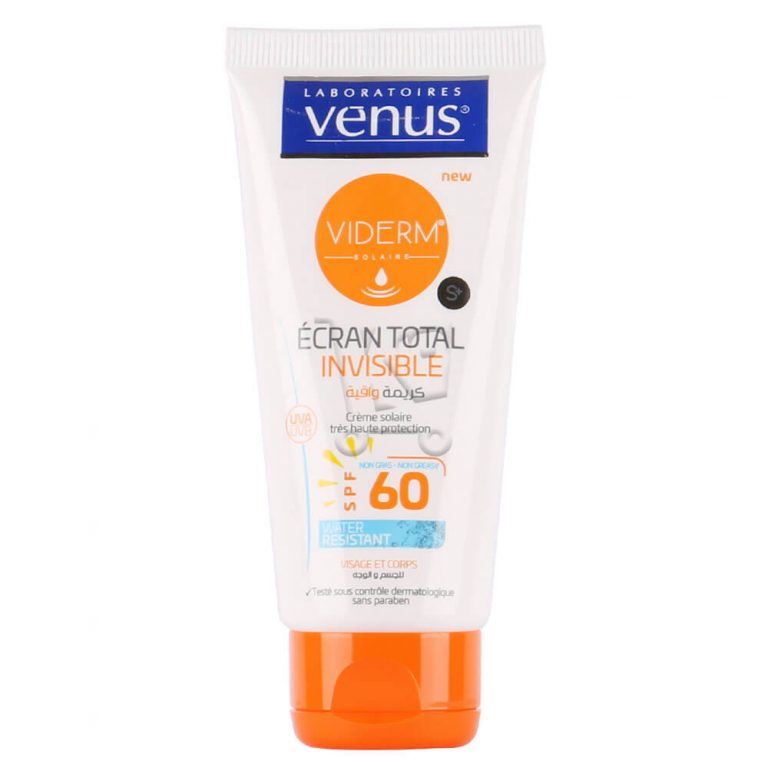 LABORATOIRES
vēnus®
new
VIDERM®
SOLAIRE
S+
ÉCRAN TOTAL
INVISIBLE
كريمة واقية
Crème solaire
très haute protection
UVA
UVB
NON GRAS - NON GREASY
SPF 60
WATER
RESISTANT
VISAGE ET CORPS
للجسم و الوجه
✓Testé sous contrôle dermatologique
sans paraben